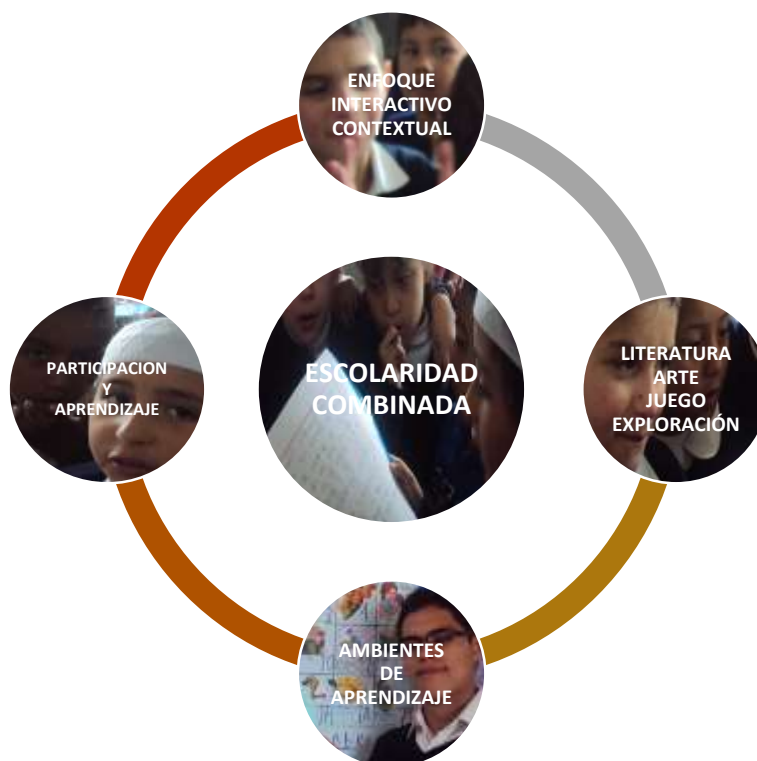 ENFOQUE
INTERACTIVO
CONTEXTUAL
PARTICIPACION
Y
APRENDIZAJE
ESCOLARIDAD
COMBINADA
LITERATURA
ARTE
JUEGO
EXPLORACIÓN
AMBIENTES
DE
APRENDIZAJE